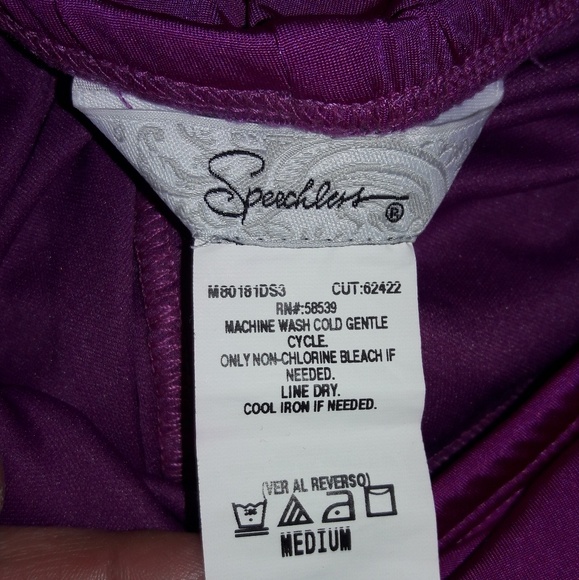 Speechless ®
M80181DS3 CUT:62422
RN#:58539
MACHINE WASH COLD GENTLE
CYCLE.
ONLY NON-CHLORINE BLEACH IF
NEEDED.
LINE DRY.
COOL IRON IF NEEDED.
(VER AL REVERSO)
MEDIUM